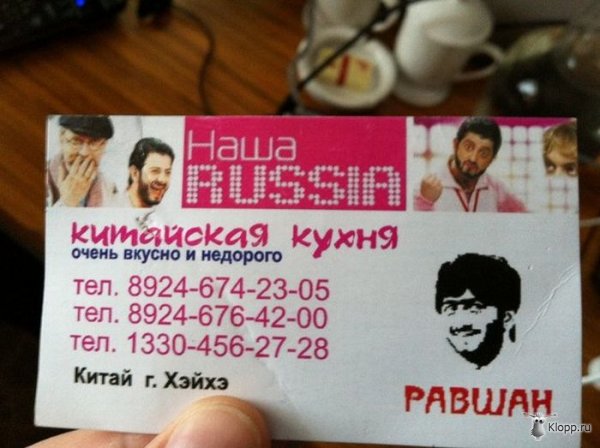 Наша
RUSSIA
китайская кухня
очень вкусно и недорого
тел. 8924-674-23-05
тел. 8924-676-42-00
тел. 1330-456-27-28
Китай г. Хэйхэ
РАВШАН
Klopp.ru